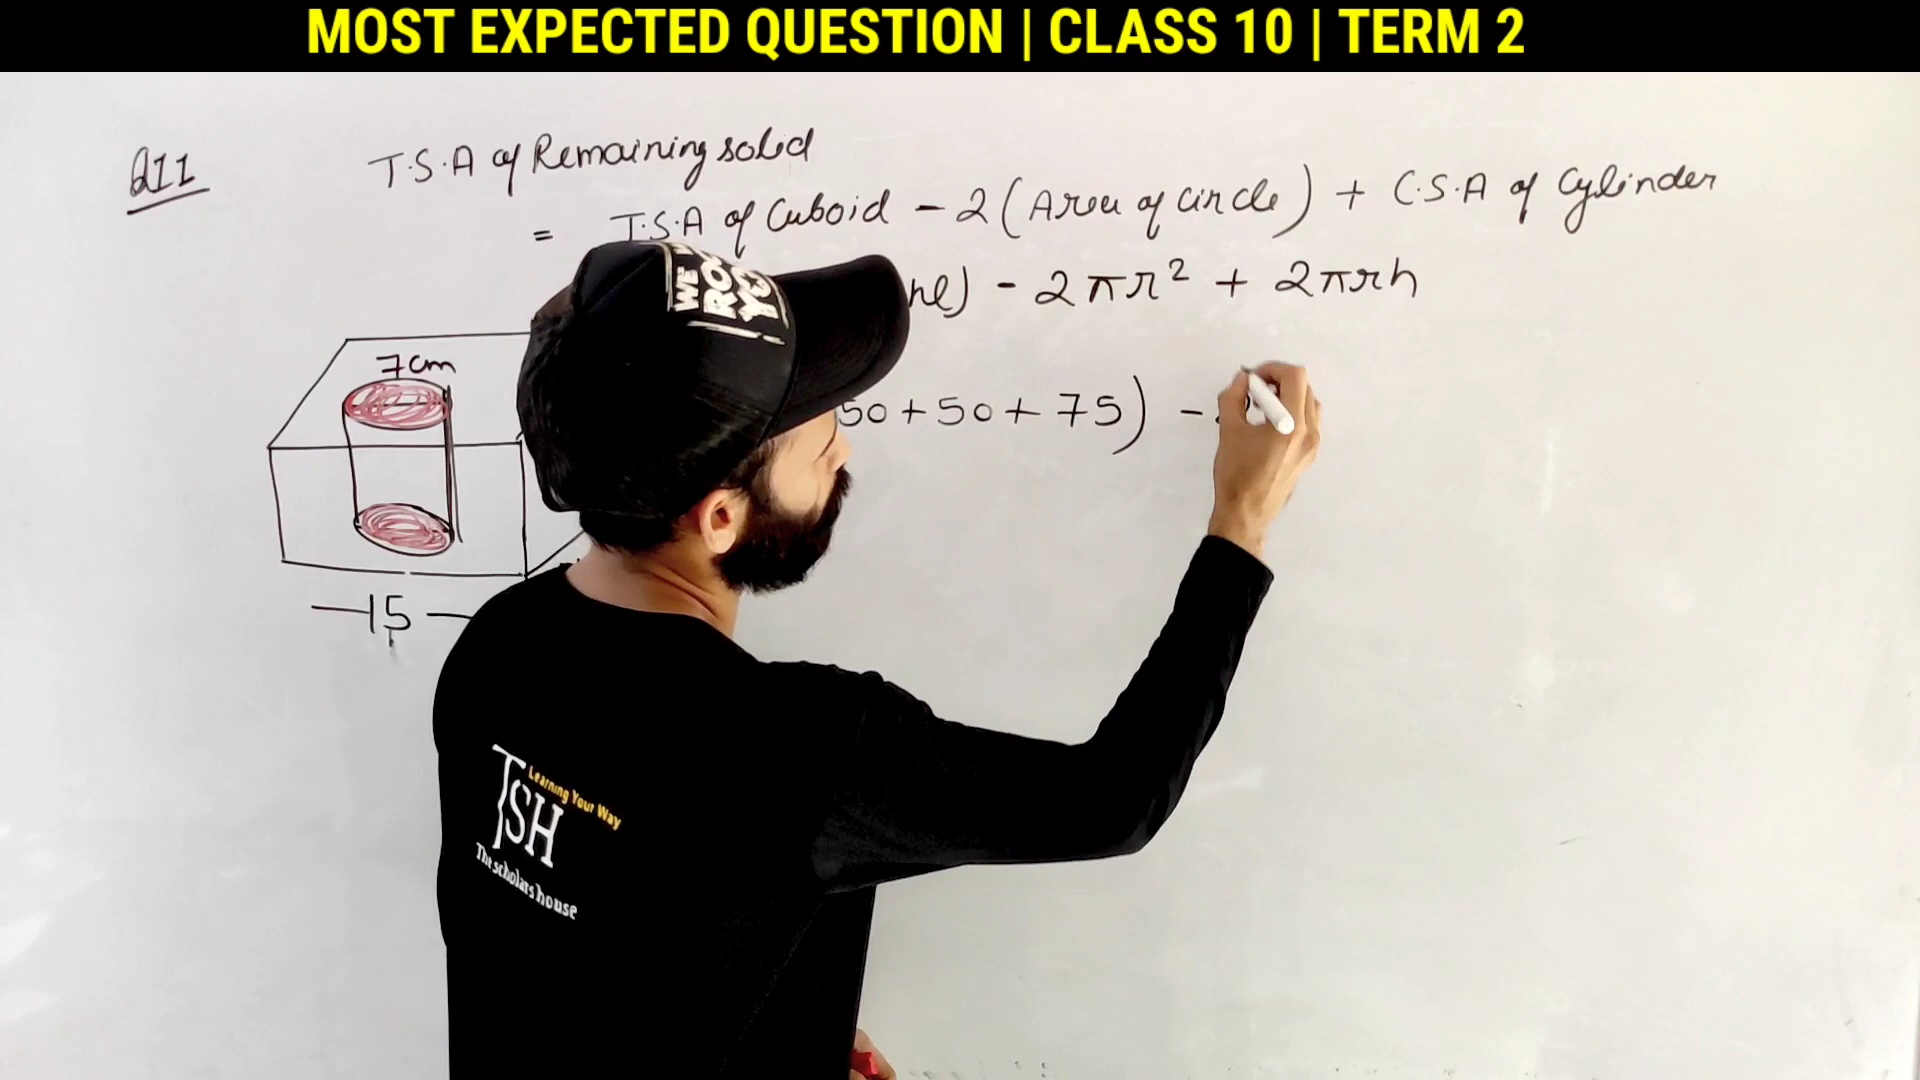 MOST EXPECTED QUESTION | CLASS 10 | TERM 2
Q11
T.S.A of Remaining solid
= T.S.A of Cuboid - 2 (Area of circle) + C.S.A of Cylinder
hl) - 2πr² + 2πrh
7cm
50 + 50 + 75) -
-15-
WE
TSH
Learning Your Way
The scholars house